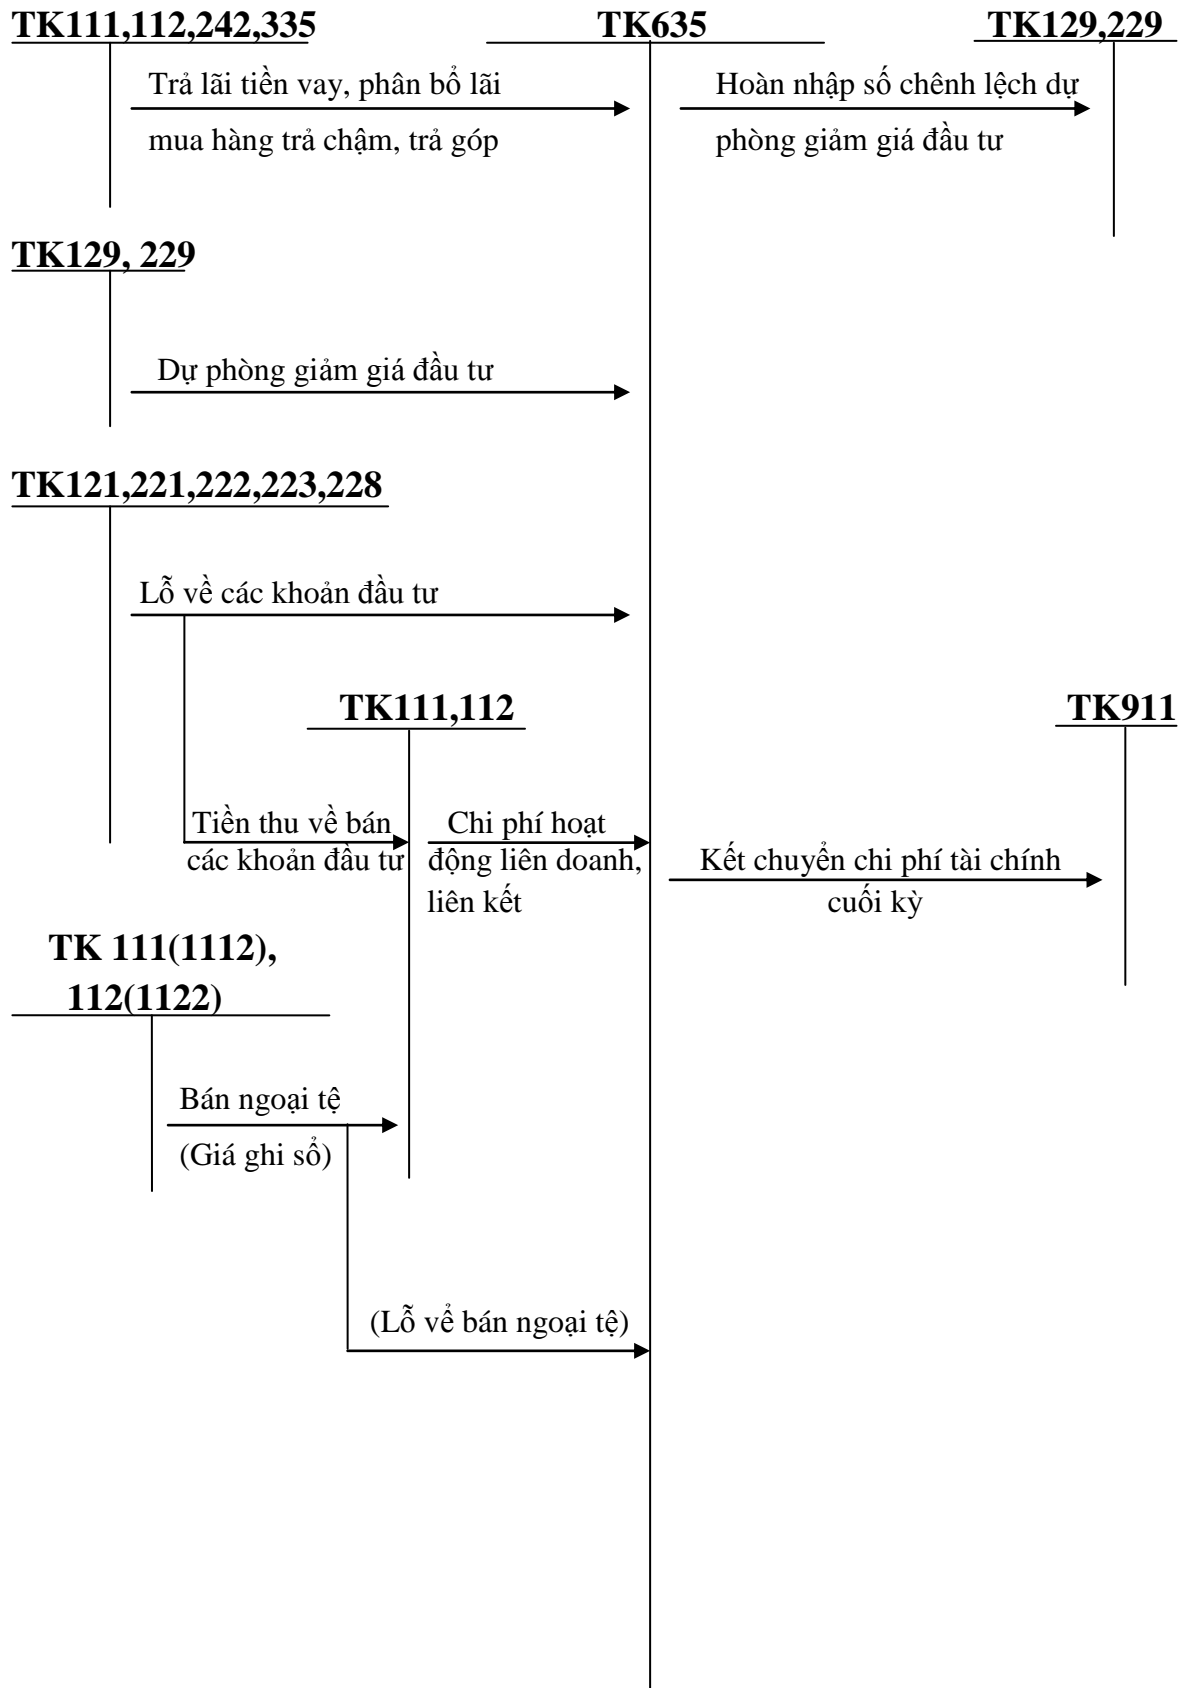 TK111,112,242,335
TK635
TK129,229
Trả lãi tiền vay, phân bổ lãi
mua hàng trả chậm, trả góp
Hoàn nhập số chênh lệch dự
phòng giảm giá đầu tư
TK129, 229
Dự phòng giảm giá đầu tư
TK121,221,222,223,228
Lỗ về các khoản đầu tư
TK111,112
TK911
Tiền thu về bán
các khoản đầu tư
Chi phí hoạt
động liên doanh,
liên kết
Kết chuyển chi phí tài chính
cuối kỳ
TK 111(1112),
112(1122)
Bán ngoại tệ
(Giá ghi sổ)
(Lỗ vể bán ngoại tệ)